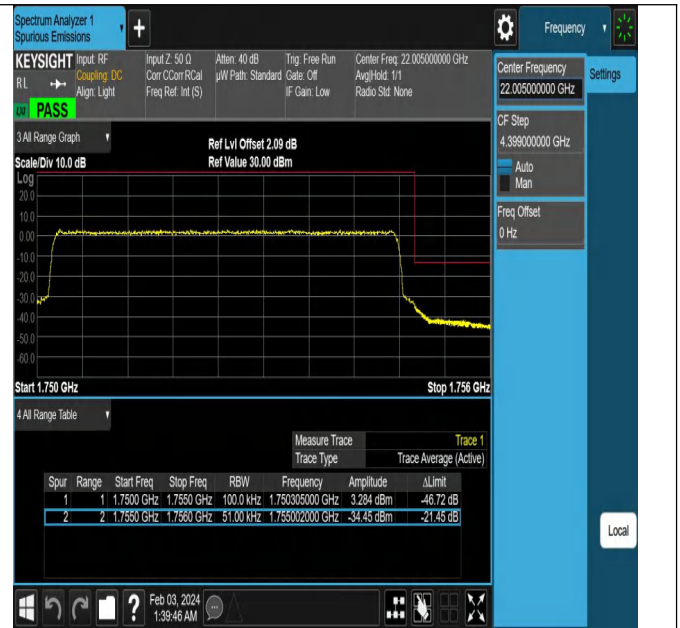 Spectrum Analyzer 1
Spurious Emissions
+
Frequency
KEYSIGHT Input: RF Input Z: 50 Ω Atten: 40 dB Trig: Free Run Center Freq: 22.005000000 GHz
RL Coupling: DC Corr CCorr RCal µW Path: Standard Gate: Off Avg|Hold: 1/1
Align: Light Freq Ref: Int (S) IF Gain: Low Radio Std: None
PASS
Center Frequency
22.005000000 GHz
Settings
CF Step
4.399000000 GHz
Auto
Man
Freq Offset
0 Hz
3 All Range Graph
Ref Lvl Offset 2.09 dB
Scale/Div 10.0 dB Ref Value 30.00 dBm
Log
20.0
10.0
0.00
-10.0
-20.0
-30.0
-40.0
-50.0
-60.0
Start 1.750 GHz Stop 1.756 GHz
4 All Range Table
Measure Trace Trace 1
Trace Type Trace Average (Active)
Spur Range Start Freq Stop Freq RBW Frequency Amplitude ΔLimit
1 1 1.7500 GHz 1.7550 GHz 100.0 kHz 1.750305000 GHz 3.284 dBm -46.72 dB
2 2 1.7550 GHz 1.7560 GHz 51.00 kHz 1.755002000 GHz -34.45 dBm -21.45 dB
Local
? Feb 03, 2024
1:39:46 AM